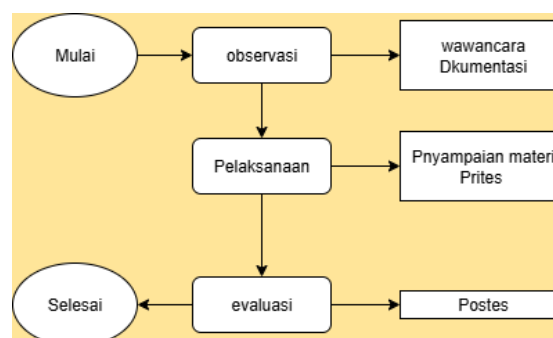 Mulai
observasi
wawancara
Dkumentasi
Pelaksanaan
Pnyampaian materi
Prites
Selesai
evaluasi
Postes